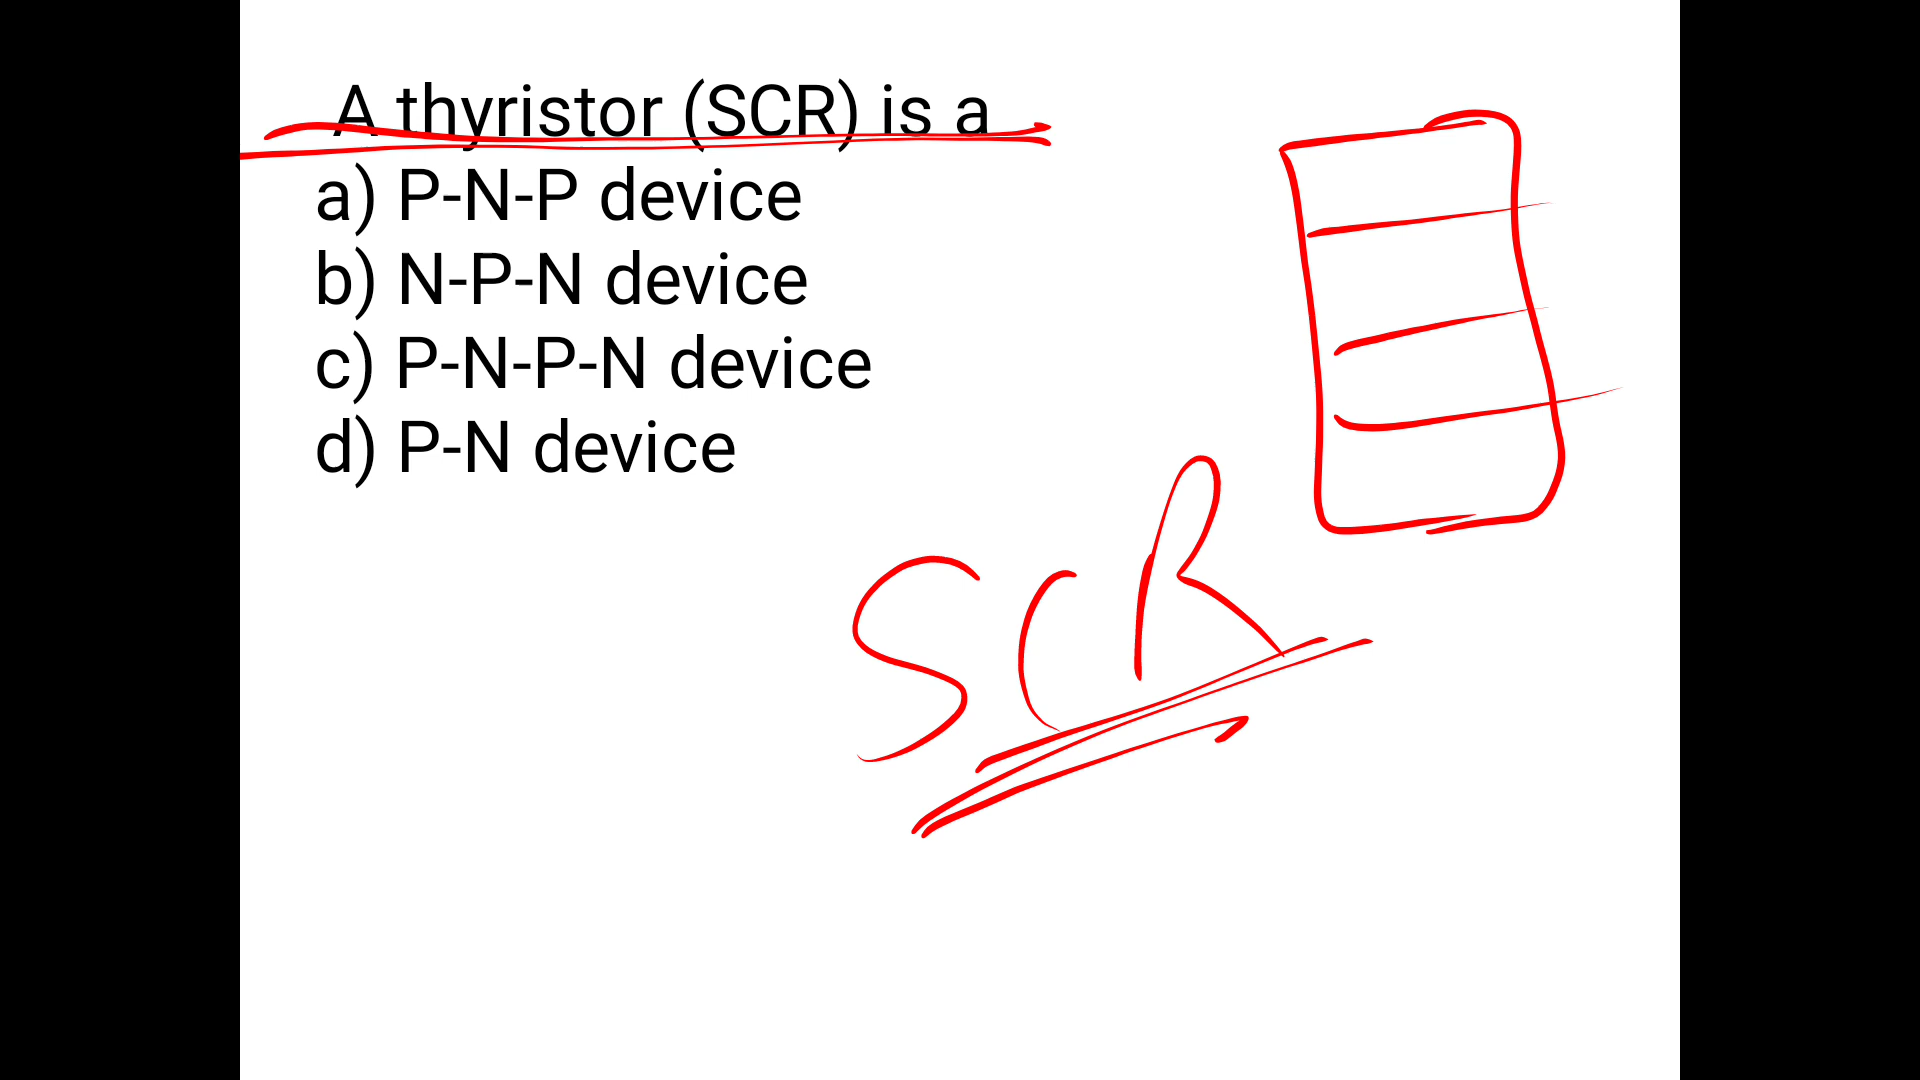 A thyristor (SCR) is a
a) P-N-P device
b) N-P-N device
c) P-N-P-N device
d) P-N device
SCR